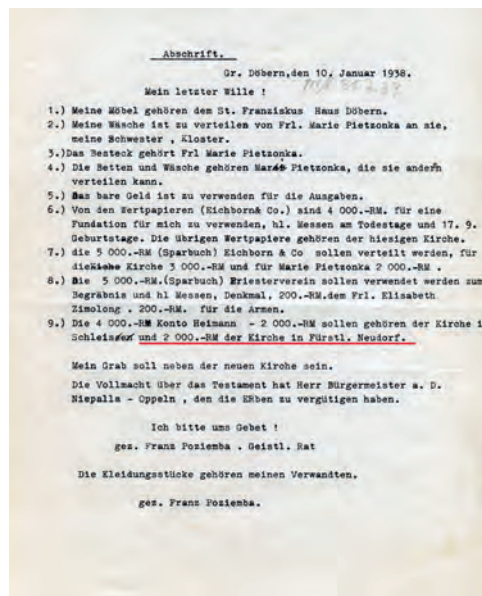 Abschrift.
Gr. Döbern,den 10. Januar 1938.
Mein letzter Wille !
1.) Meine Möbel gehören dem St. Franziskus Haus Döbern.
2.) Meine Wäsche ist zu verteilen von Frl. Marie Pietzonka an sie,
meine Schwester , Kloster.
3.)Das Besteck gehört Frl Marie Pietzonka.
4.) Die Betten und Wäsche gehören Marie Pietzonka, die sie andern
verteilen kann.
5.) Das bare Geld ist zu verwenden für die Ausgaben.
6.) Von den Wertpapieren (Eichborn& Co.) sind 4 000.-RM. für eine
Fundation für mich zu verwenden, hl. Messen am Todestage und 17. 9.
Geburtstage. Die übrigen Wertpapiere gehören der hiesigen Kirche.
7.) die 5 000.-RM (Sparbuch) Eichborn & Co. sollen verteilt werden, für
die Kirche 3 000.-RM und für Marie Pietzonka 2 000.-RM .
8.) Die 5 000.-RM.(Sparbuch) Priesterverein sollen verwendet werden zum
Begräbnis und hl Messen, Denkmal, 200.-RM.dem Frl. Elisabeth
Zimolong . 200.-RM. für die Armen.
9.) Die 4 000.-RM Konto Heimann - 2 000.-RM sollen gehören der Kirche i
und 2 000.-RM der Kirche in Fürstl. Neudorf.
Mein Grab soll neben der neuen Kirche sein.
Die Vollmacht über das Testament hat Herr Bürgermeister a. D.
Niepalla - Oppeln , den die ERben zu vergütigen haben.
Ich bitte ums Gebet !
gez. Franz Poziemba . Geistl. Rat
Die Kleidungsstücke gehören meinen Verwandten.
gez. Franz Poziemba.